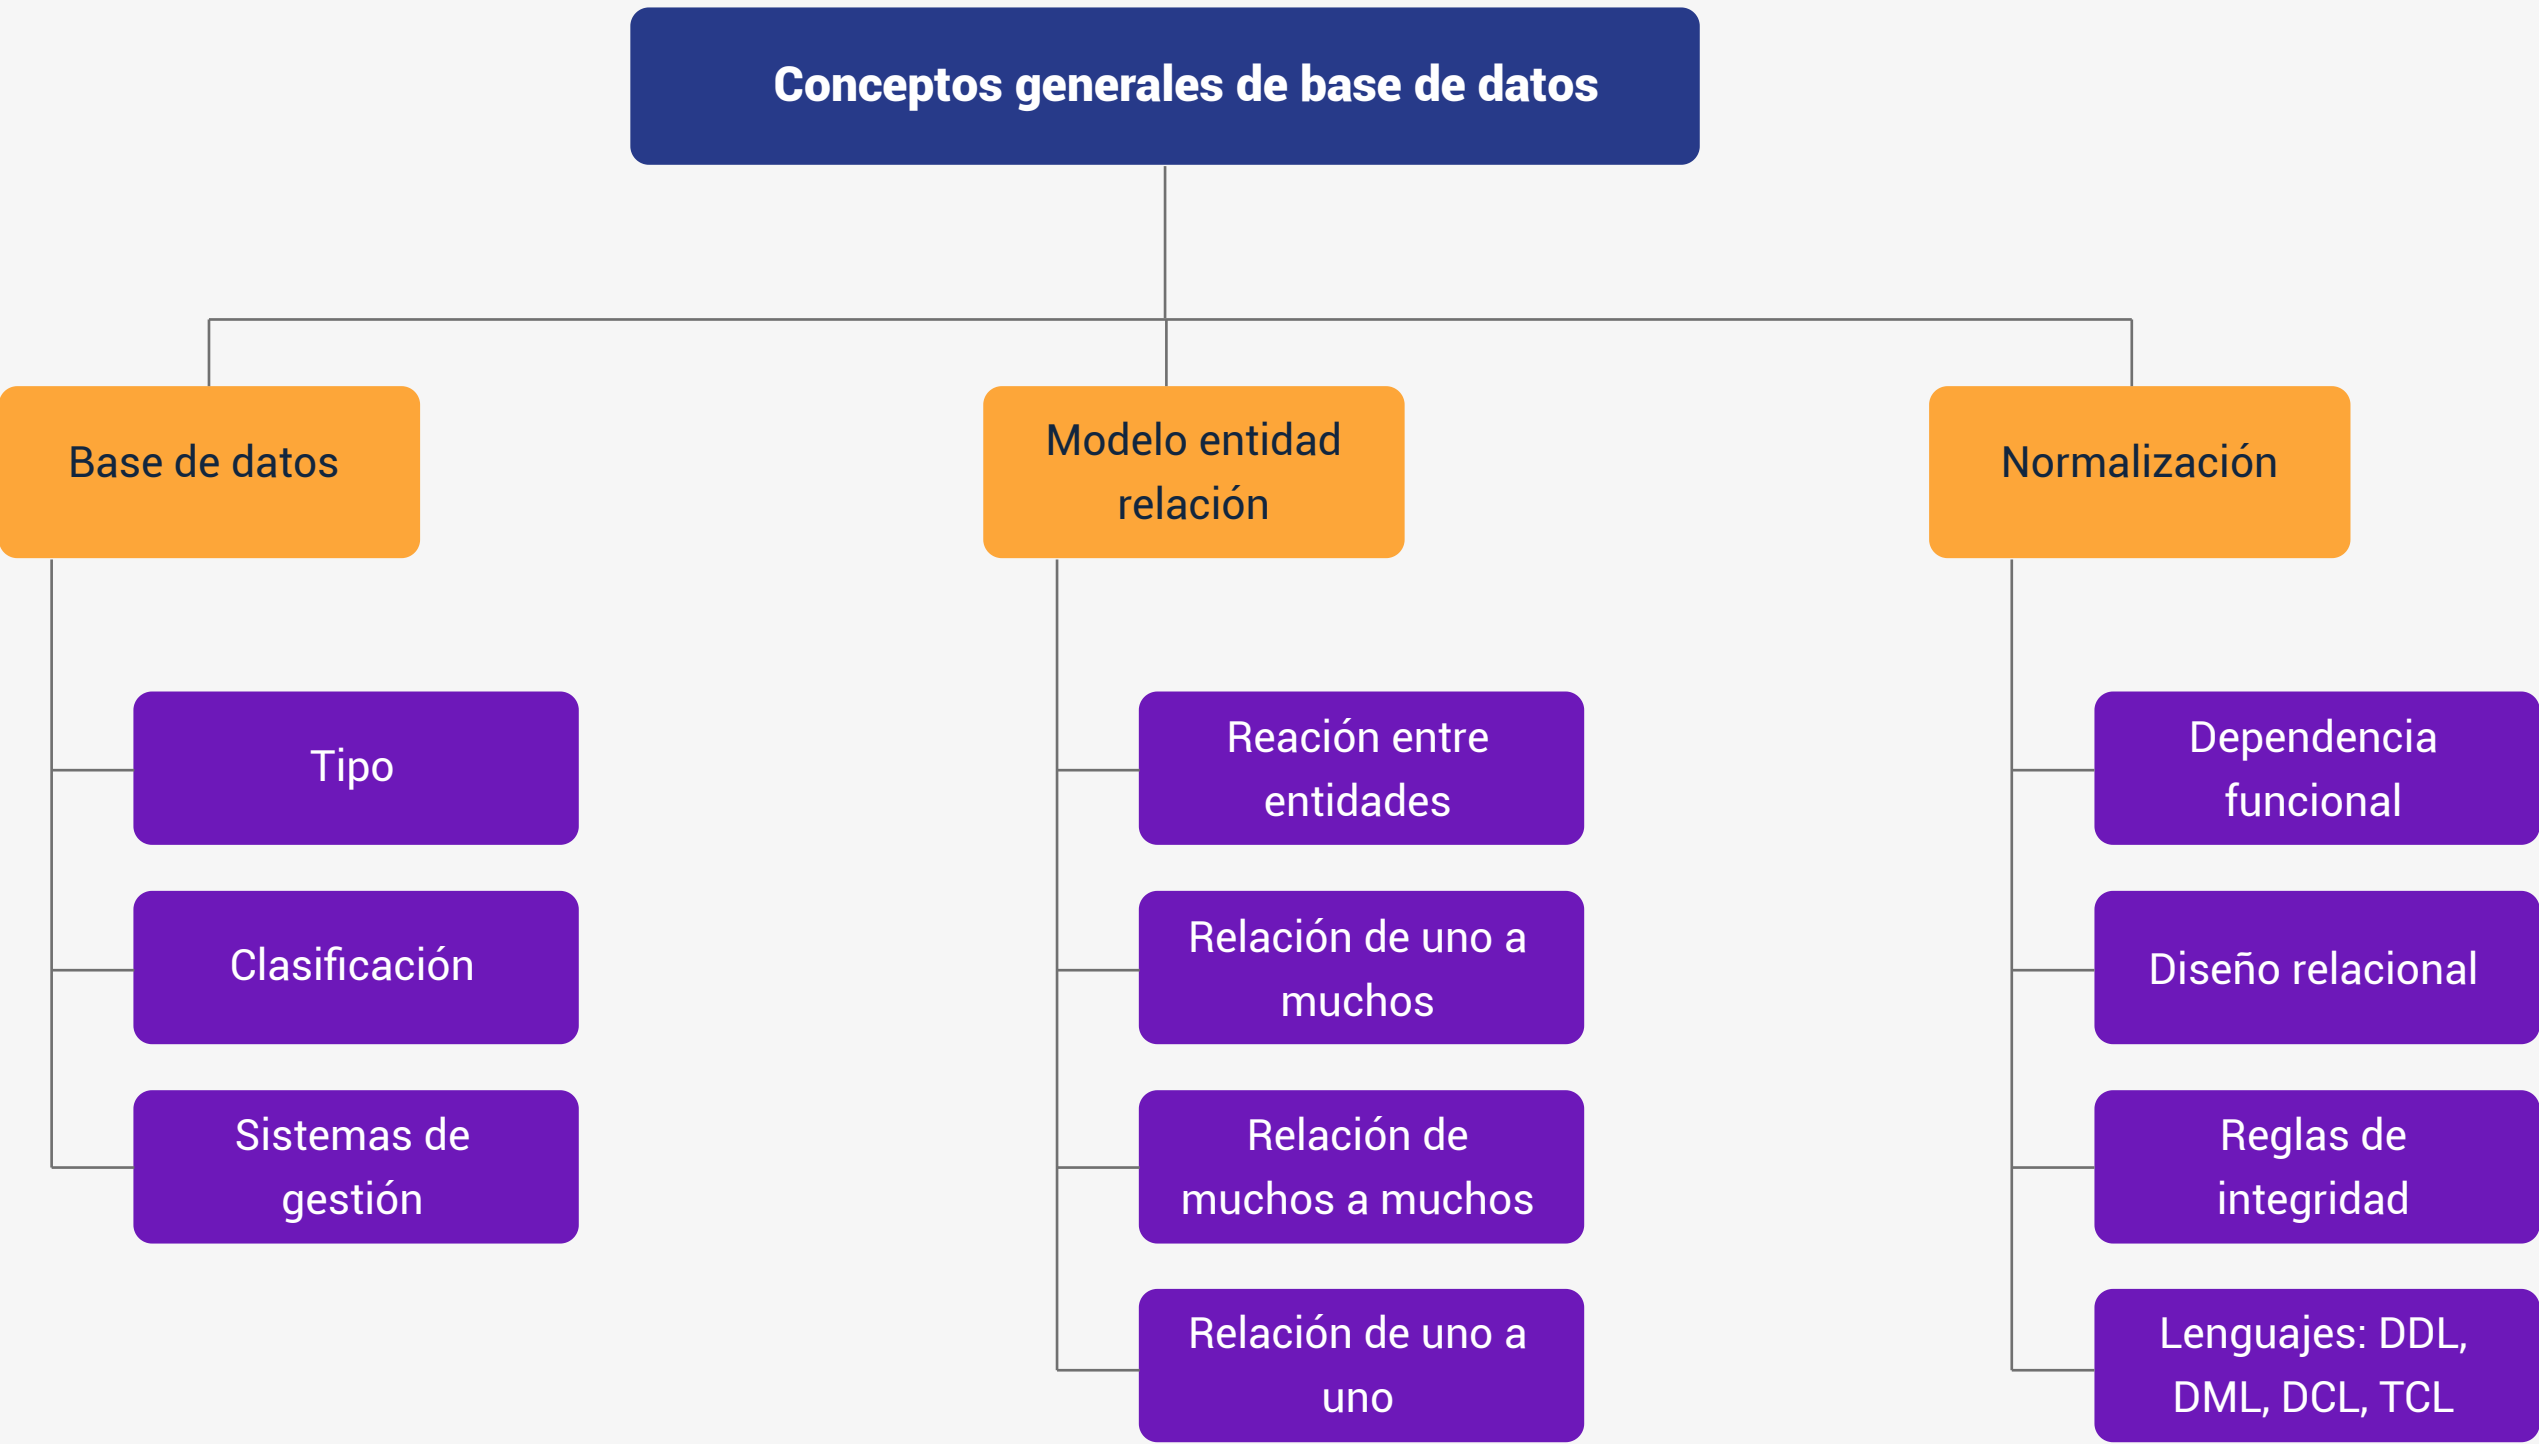 Conceptos generales de base de datos
Base de datos
Modelo entidad
relación
Normalización
Tipo
Clasificación
Sistemas de
gestión
Reación entre
entidades
Relación de uno a
muchos
Relación de
muchos a muchos
Relación de uno a
uno
Dependencia
funcional
Diseño relacional
Reglas de
integridad
Lenguajes: DDL,
DML, DCL, TCL